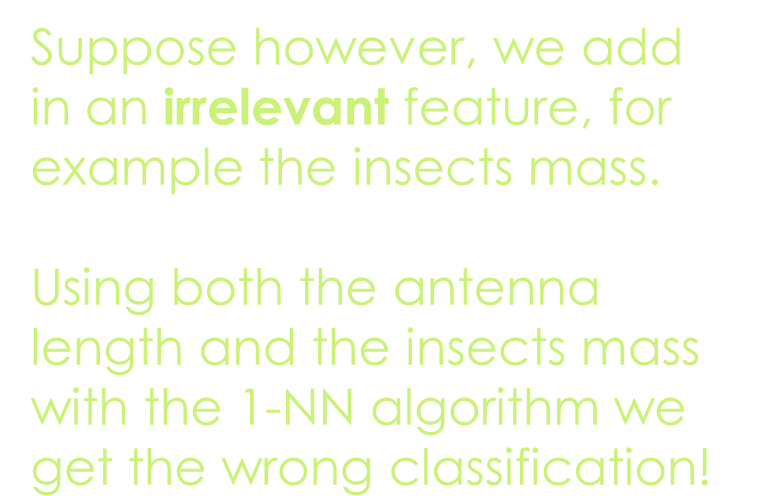 Suppose however, we add
in an irrelevant feature, for
example the insects mass.
Using both the antenna
length and the insects mass
with the 1-NN algorithm we
get the wrong classification!